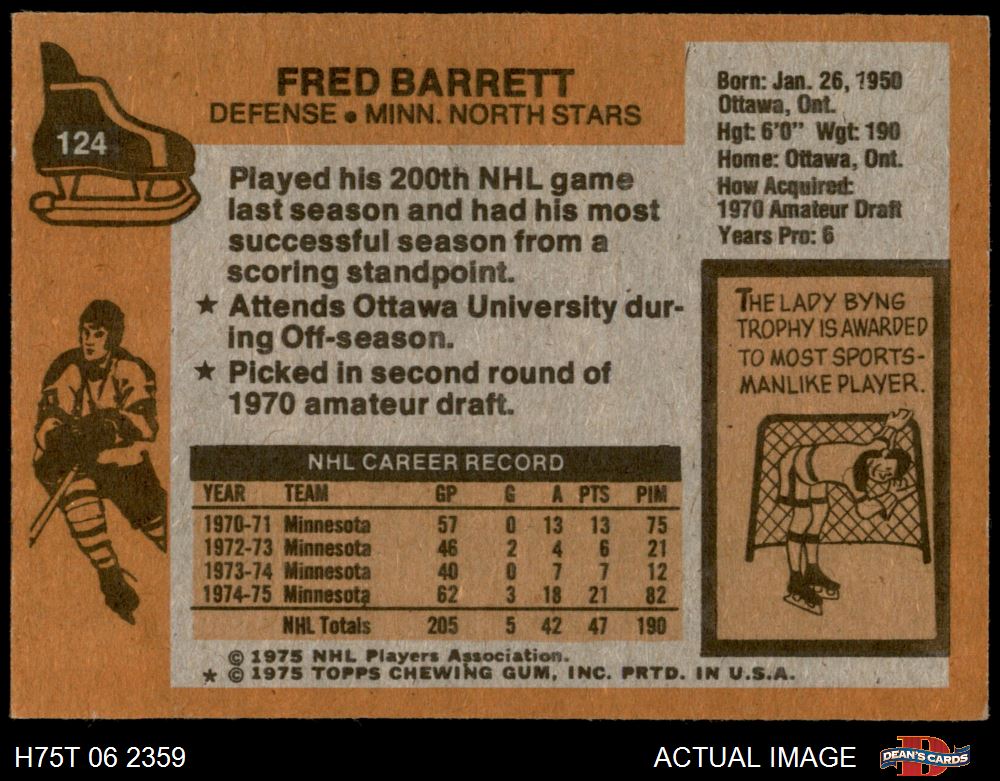 124
FRED BARRETT
DEFENSE • MINN. NORTH STARS
Played his 200th NHL game
last season and had his most
successful season from a
scoring standpoint.
★ Attends Ottawa University dur-
ing Off-season.
★ Picked in second round of
1970 amateur draft.
Born: Jan. 26, 1950
Ottawa, Ont.
Hgt: 6'0" Wgt: 190
Home: Ottawa, Ont.
How Acquired:
1970 Amateur Draft
Years Pro: 6
THE LADY BYNG
TROPHY IS AWARDED
TO MOST SPORTS-
MANLIKE PLAYER.
NHL CAREER RECORD
YEAR TEAM GP G A PTS PIM
1970-71 Minnesota 57 0 13 13 75
1972-73 Minnesota 46 2 4 6 21
1973-74 Minnesota 40 0 7 7 12
1974-75 Minnesota 62 3 18 21 82
NHL Totals 205 5 42 47 190
© 1975 NHL Players Association.
★ © 1975 TOPPS CHEWING GUM, INC. PRTD. IN U.S.A.
H75T 06 2359
ACTUAL IMAGE
DEAN'S CARDS